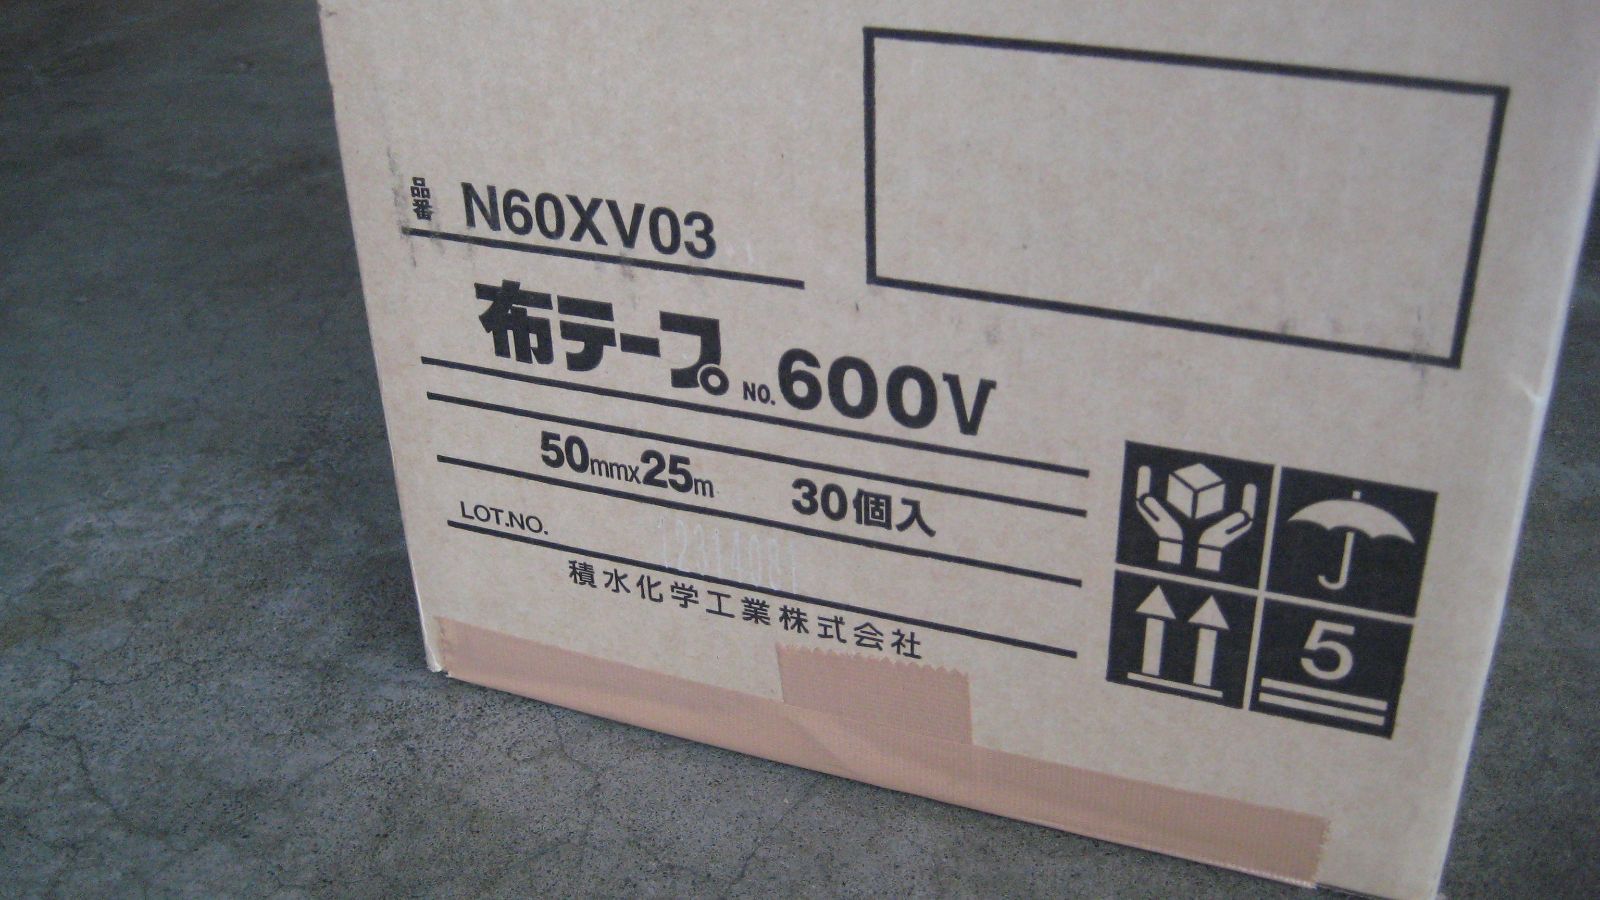 品番 N60XV03
布テープ NO.600V
50mmx25m 30個入
LOT.NO.
積水化学工業株式会社
5